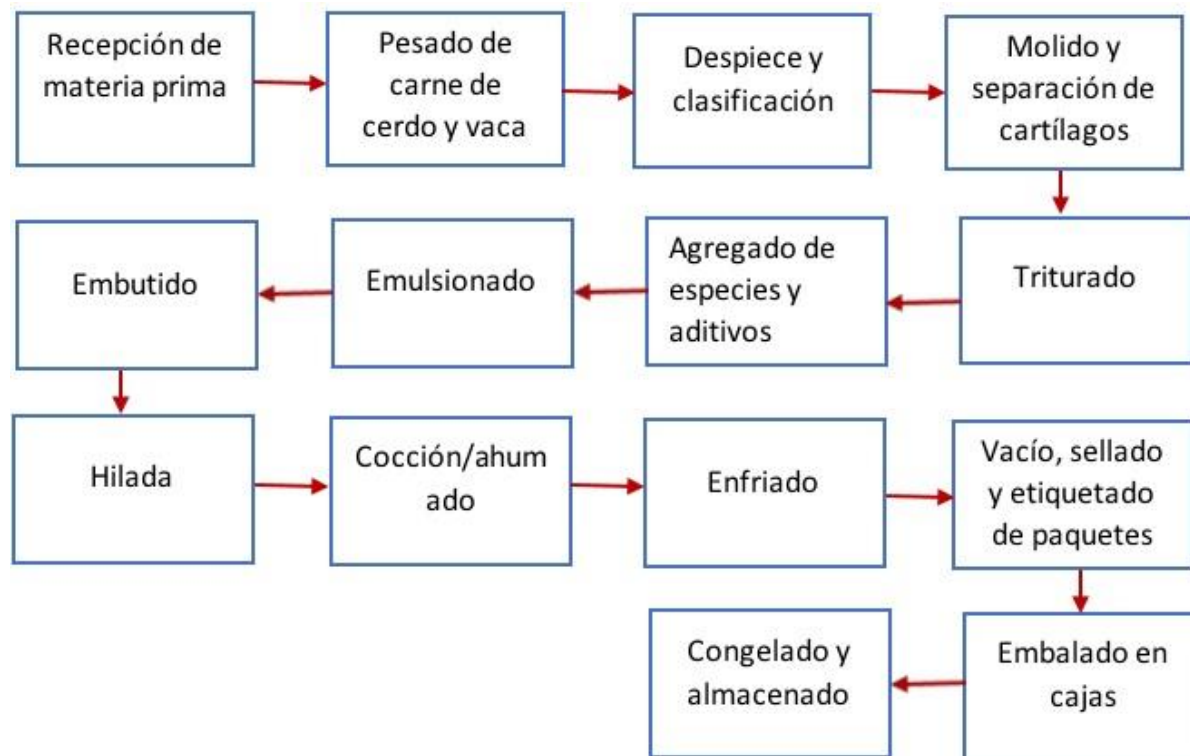 Recepción de
materia prima
Pesado de
carne de
cerdo y vaca
Despiece y
clasificación
Molido y
separación de
cartílagos
Triturado
Agregado de
especies y
aditivos
Emulsionado
Embutido
Hilada
Cocción/ahum
ado
Enfriado
Vacío, sellado
y etiquetado
de paquetes
Embalado en
cajas
Congelado y
almacenado